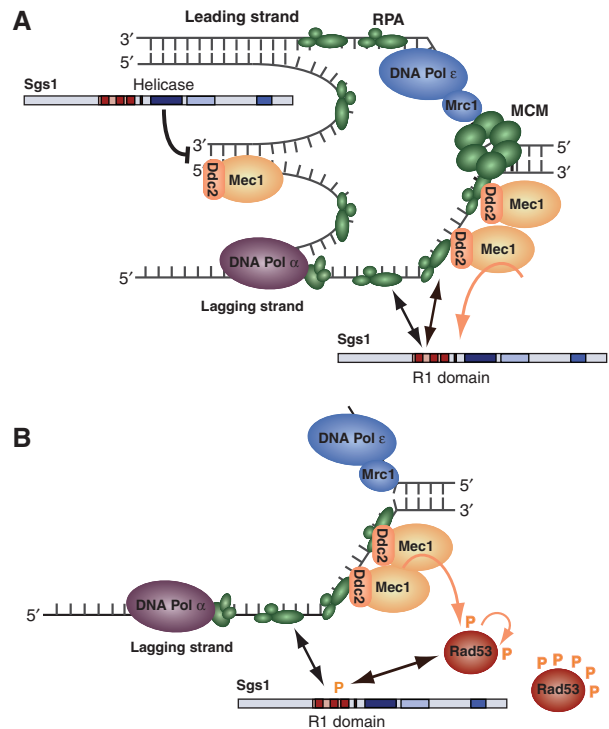 A
Leading strand
RPA
3′
5′
DNA Pol ε
Sgs1
Helicase
Mrc1
MCM
3′
5′
5′
3′
Ddc2
Mec1
Ddc2
Mec1
Ddc2
Mec1
DNA Pol α
5′
Lagging strand
Sgs1
R1 domain
B
DNA Pol ε
Mrc1
5′
3′
Ddc2
Mec1
Ddc2
Mec1
DNA Pol α
5′
Lagging strand
P
P
Rad53
P
P
P
P
P
Rad53
P
Sgs1
R1 domain